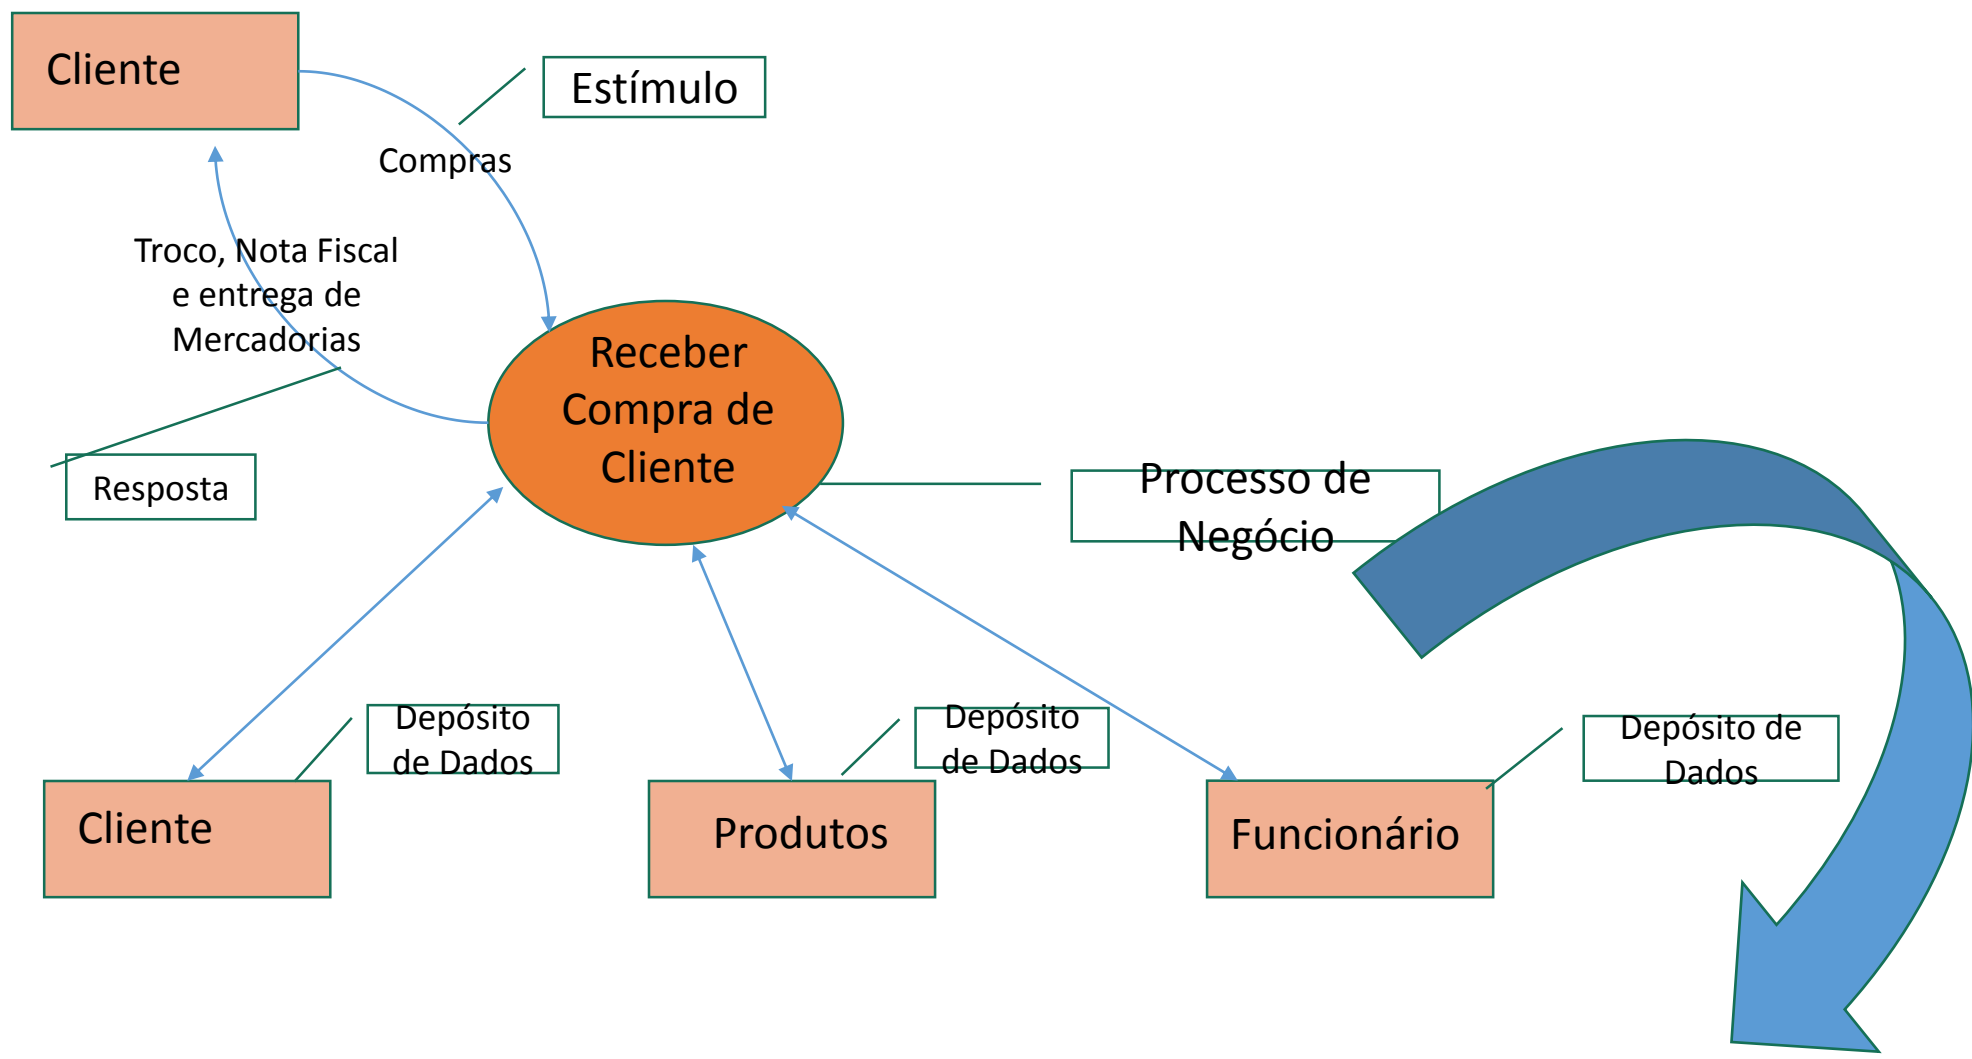 Cliente
Estímulo
Compras
Troco, Nota Fiscal
e entrega de
Mercadorias
Receber
Compra de
Cliente
Resposta
Processo de
Negócio
Depósito
de Dados
Depósito
de Dados
Depósito de
Dados
Cliente
Produtos
Funcionário